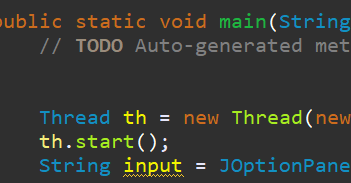 public static void main(String
// TODO Auto-generated met
Thread th = new Thread(new
th.start();
String input = JOptionPane